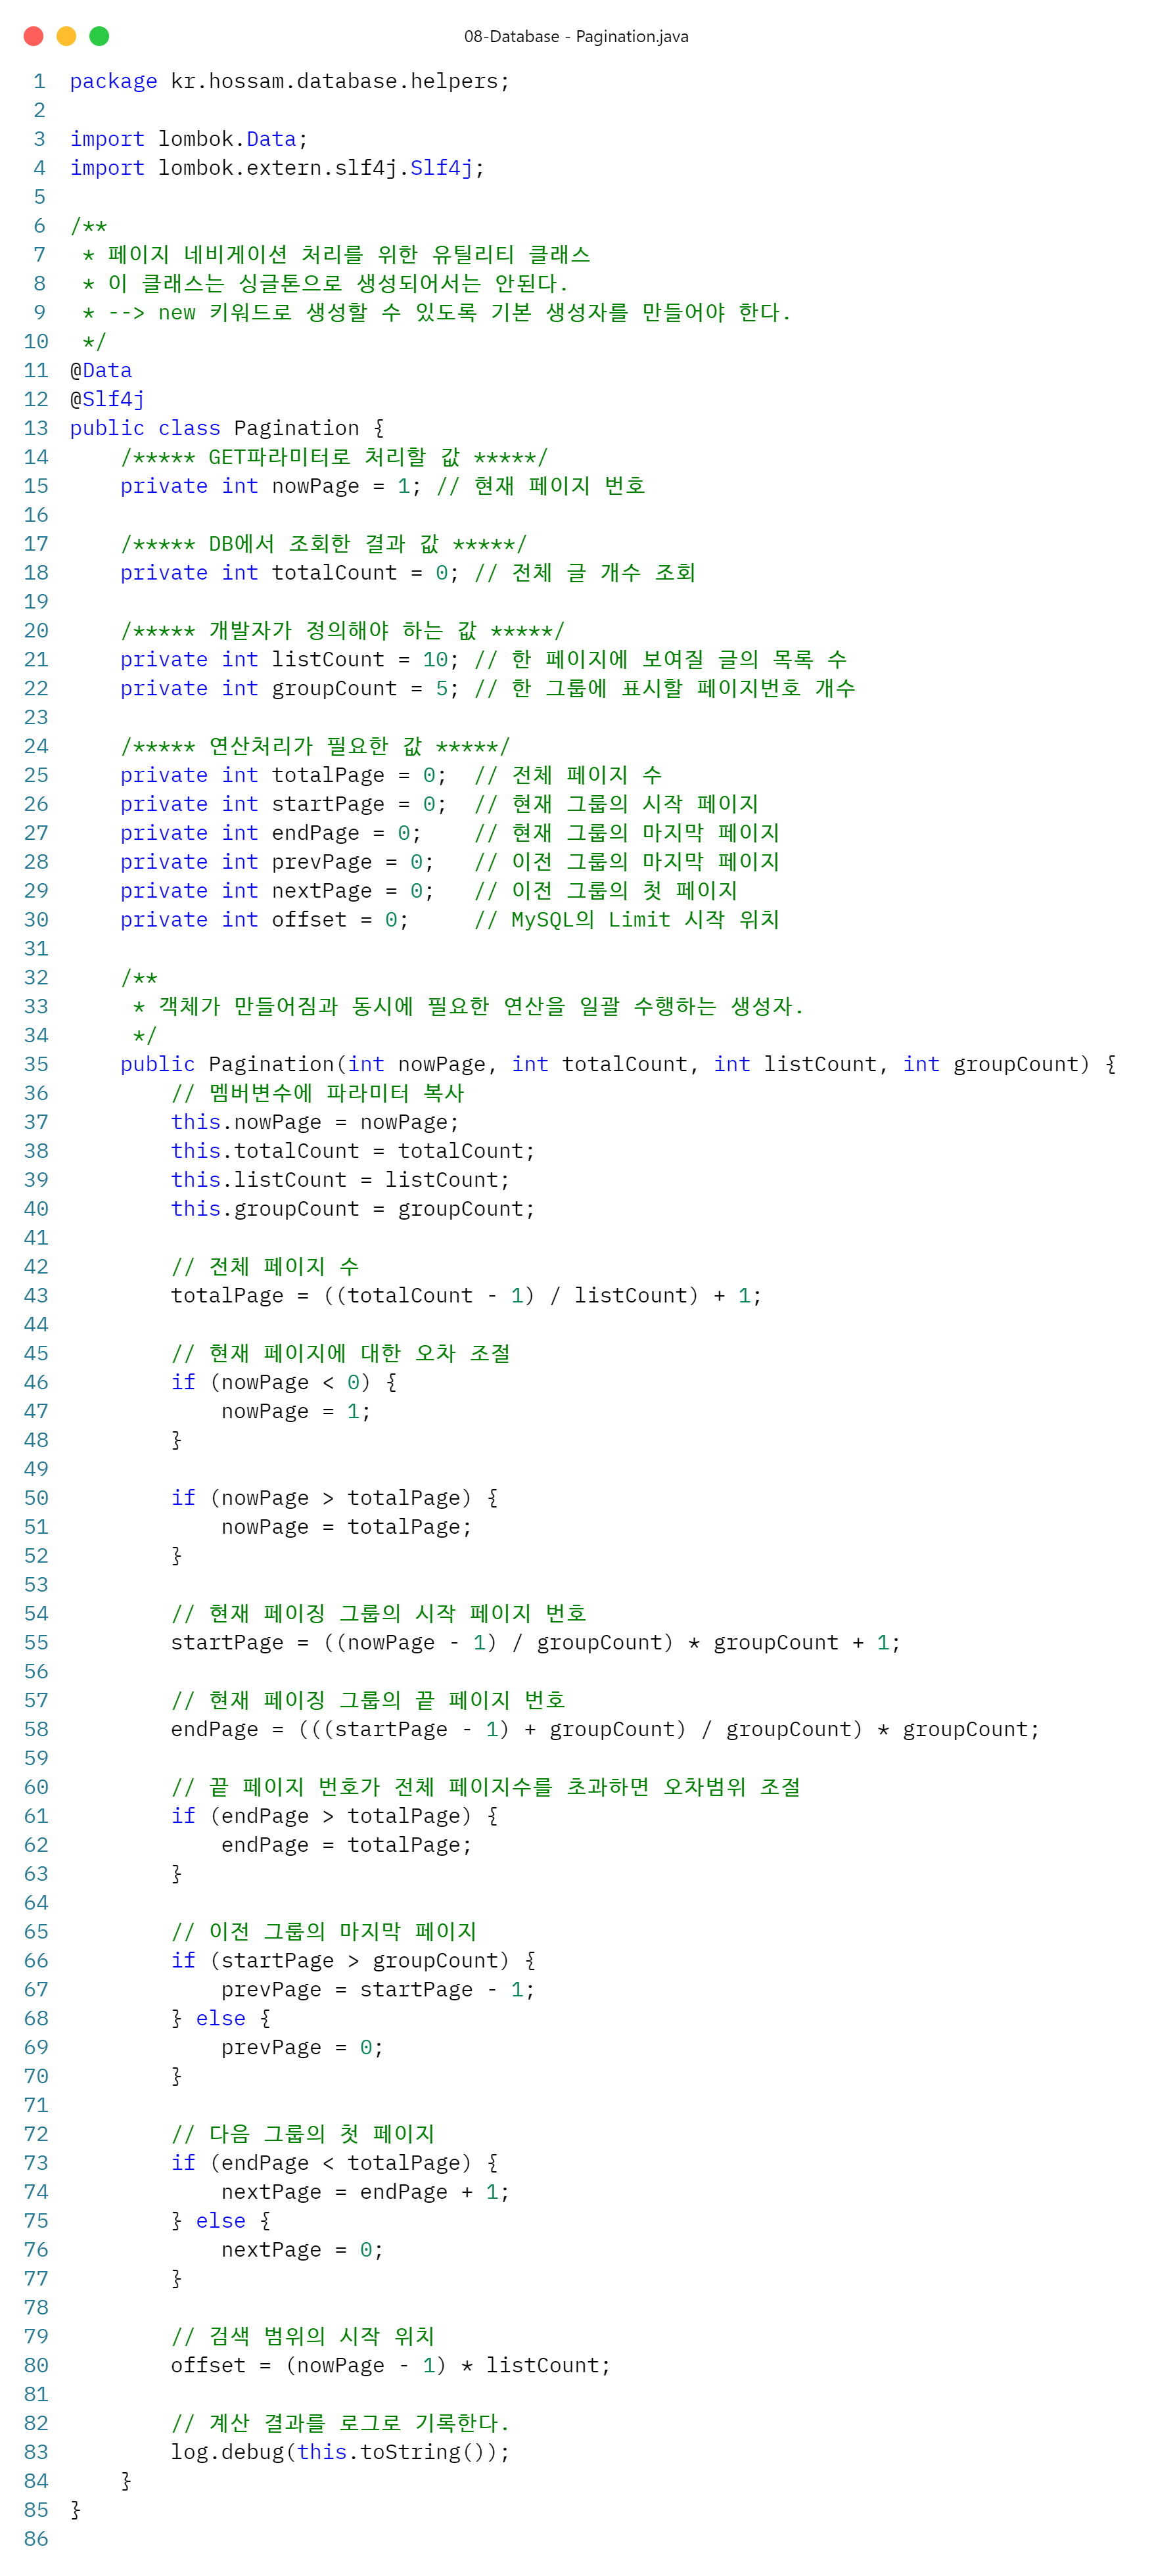 08-Database - Pagination.java
1 package kr.hossam.database.helpers;
2
3 import lombok.Data;
4 import lombok.extern.slf4j.Slf4j;
5
6 /**
7  * 페이지 네비게이션 처리를 위한 유틸리티 클래스
8  * 이 클래스는 싱글톤으로 생성되어서는 안된다.
9  * --> new 키워드로 생성할 수 있도록 기본 생성자를 만들어야 한다.
10  */
11 @Data
12 @Slf4j
13 public class Pagination {
14     /***** GET파라미터로 처리할 값 *****/
15     private int nowPage = 1; // 현재 페이지 번호
16
17     /***** DB에서 조회한 결과 값 *****/
18     private int totalCount = 0; // 전체 글 개수 조회
19
20     /***** 개발자가 정의해야 하는 값 *****/
21     private int listCount = 10; // 한 페이지에 보여질 글의 목록 수
22     private int groupCount = 5; // 한 그룹에 표시할 페이지번호 개수
23
24     /***** 연산처리가 필요한 값 *****/
25     private int totalPage = 0;  // 전체 페이지 수
26     private int startPage = 0;  // 현재 그룹의 시작 페이지
27     private int endPage = 0;    // 현재 그룹의 마지막 페이지
28     private int prevPage = 0;   // 이전 그룹의 마지막 페이지
29     private int nextPage = 0;   // 이전 그룹의 첫 페이지
30     private int offset = 0;     // MySQL의 Limit 시작 위치
31
32     /**
33      * 객체가 만들어짐과 동시에 필요한 연산을 일괄 수행하는 생성자.
34      */
35     public Pagination(int nowPage, int totalCount, int listCount, int groupCount) {
36         // 멤버변수에 파라미터 복사
37         this.nowPage = nowPage;
38         this.totalCount = totalCount;
39         this.listCount = listCount;
40         this.groupCount = groupCount;
41
42         // 전체 페이지 수
43         totalPage = ((totalCount - 1) / listCount) + 1;
44
45         // 현재 페이지에 대한 오차 조절
46         if (nowPage < 0) {
47             nowPage = 1;
48         }
49
50         if (nowPage > totalPage) {
51             nowPage = totalPage;
52         }
53
54         // 현재 페이징 그룹의 시작 페이지 번호
55         startPage = ((nowPage - 1) / groupCount) * groupCount + 1;
56
57         // 현재 페이징 그룹의 끝 페이지 번호
58         endPage = (((startPage - 1) + groupCount) / groupCount) * groupCount;
59
60         // 끝 페이지 번호가 전체 페이지수를 초과하면 오차범위 조절
61         if (endPage > totalPage) {
62             endPage = totalPage;
63         }
64
65         // 이전 그룹의 마지막 페이지
66         if (startPage > groupCount) {
67             prevPage = startPage - 1;
68         } else {
69             prevPage = 0;
70         }
71
72         // 다음 그룹의 첫 페이지
73         if (endPage < totalPage) {
74             nextPage = endPage + 1;
75         } else {
76             nextPage = 0;
77         }
78
79         // 검색 범위의 시작 위치
80         offset = (nowPage - 1) * listCount;
81
82         // 계산 결과를 로그로 기록한다.
83         log.debug(this.toString());
84     }
85 }
86